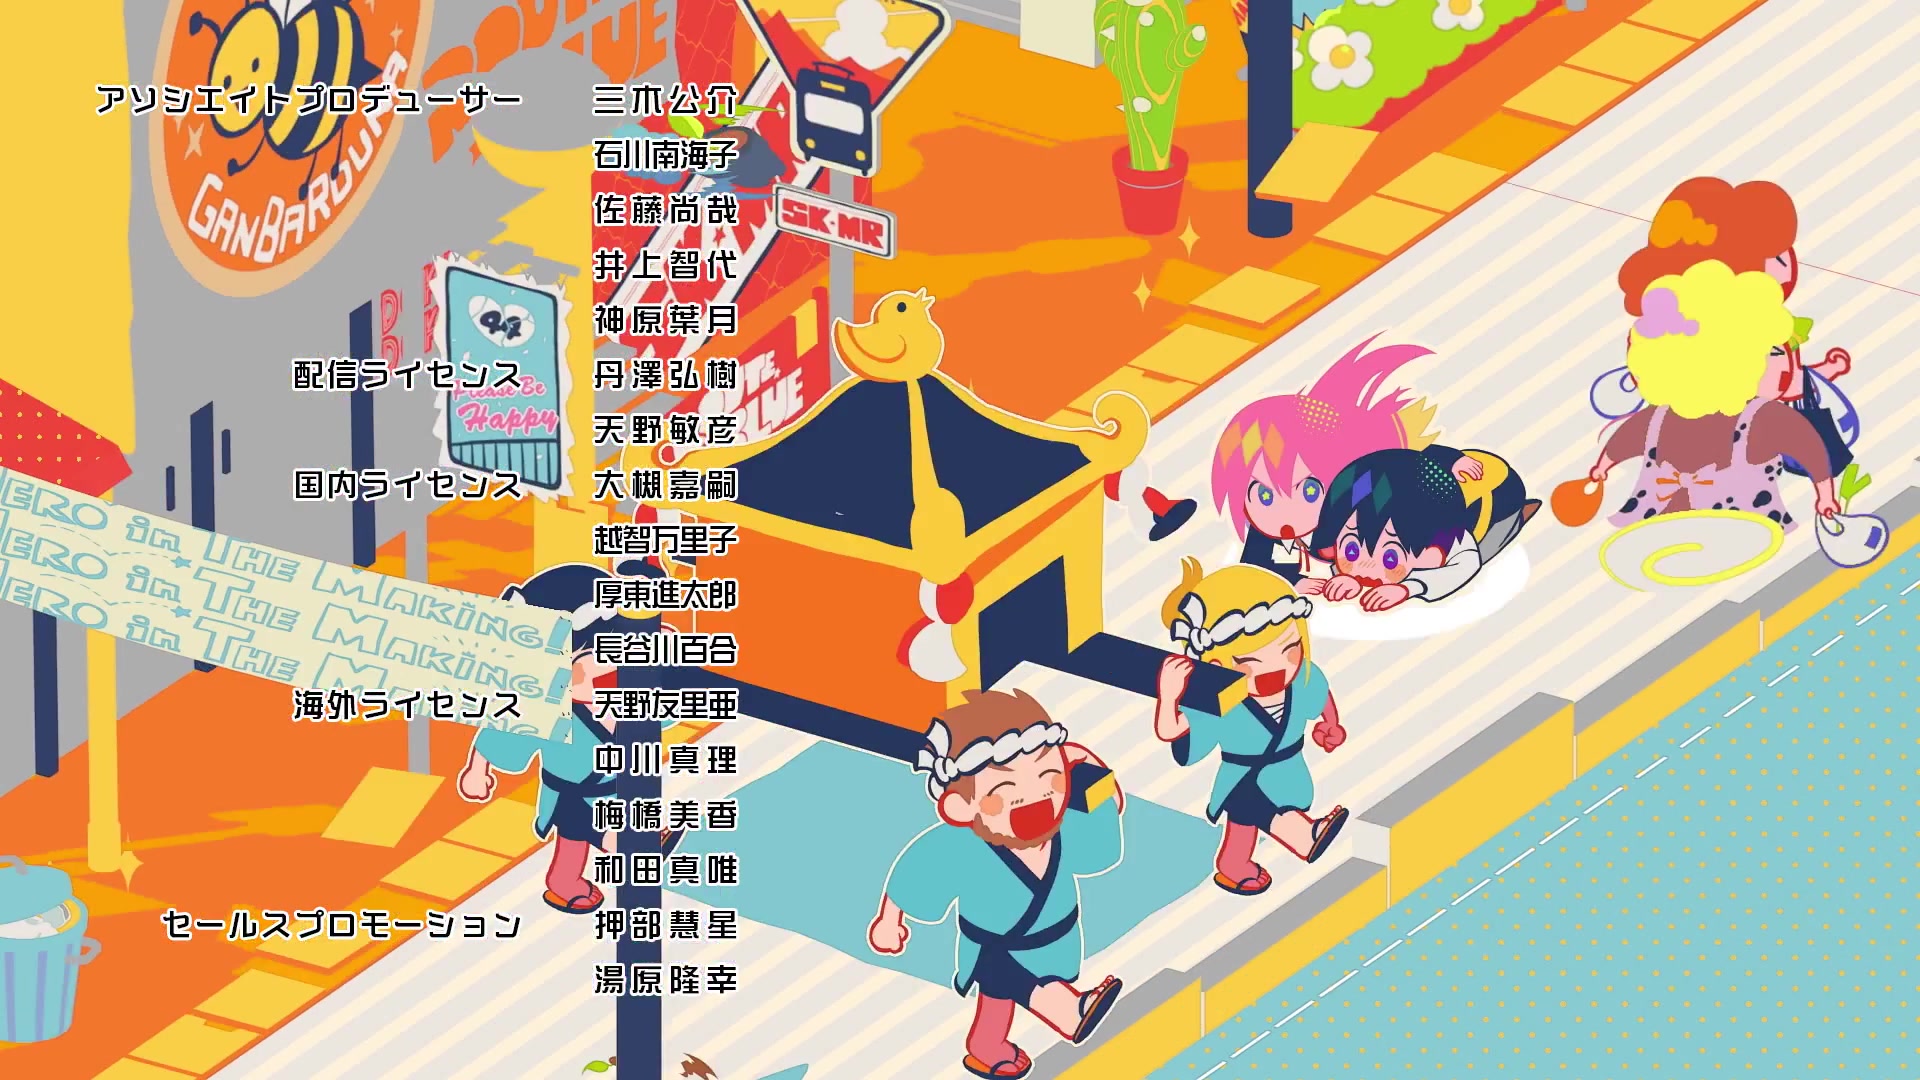 アソシエイトプロデューサー 三木公介
石川南海子
佐藤尚哉
井上智代
神原葉月
配信ライセンス 丹澤弘樹
天野敏彦
国内ライセンス 大槻嘉嗣
越智万里子
厚東進太郎
長谷川百合
海外ライセンス 天野友里亜
中川真理
梅橋美香
和田真唯
セールスプロモーション 押部慧星
湯原隆幸
GANBAROUPA
SK-MR
Please Be
Happy
HERO in THE MAKING!
HERO in THE MAKING!
HERO in THE MAKING!